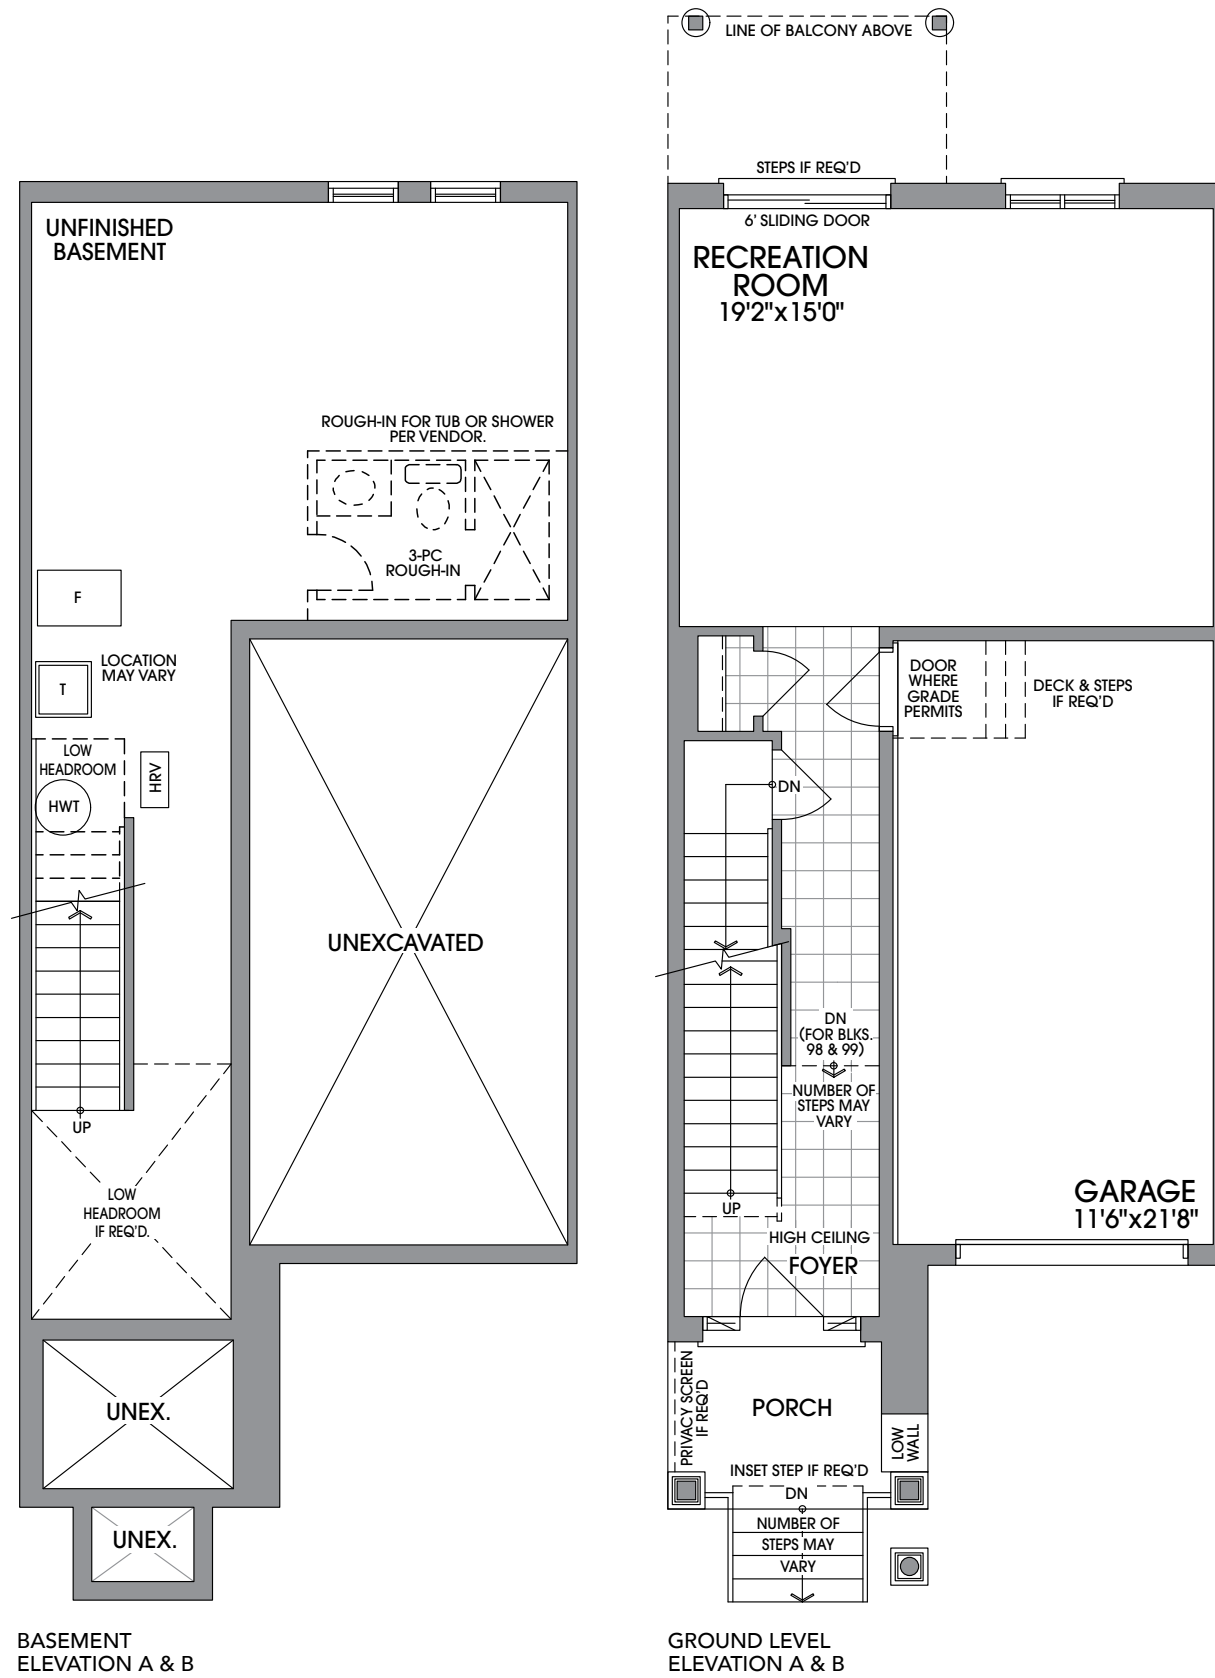 UNFINISHED
BASEMENT
ROUGH-IN FOR TUB OR SHOWER
PER VENDOR.
3-PC
ROUGH-IN
F
T
LOCATION
MAY VARY
LOW
HEADROOM
HWT
HRV
UNEXCAVATED
UP
LOW
HEADROOM
IF REQ'D.
UNEX.
UNEX.
BASEMENT
ELEVATION A & B
LINE OF BALCONY ABOVE
STEPS IF REQ'D
6' SLIDING DOOR
RECREATION
ROOM
19'2"x15'0"
DOOR
WHERE
GRADE
PERMITS
DECK & STEPS
IF REQ'D
DN
DN
(FOR BLKS.
98 & 99)
NUMBER OF
STEPS MAY
VARY
UP
HIGH CEILING
FOYER
GARAGE
11'6"x21'8"
PRIVACY SCREEN
IF REQ'D
PORCH
LOW
WALL
INSET STEP IF REQ'D
DN
NUMBER OF
STEPS MAY
VARY
GROUND LEVEL
ELEVATION A & B